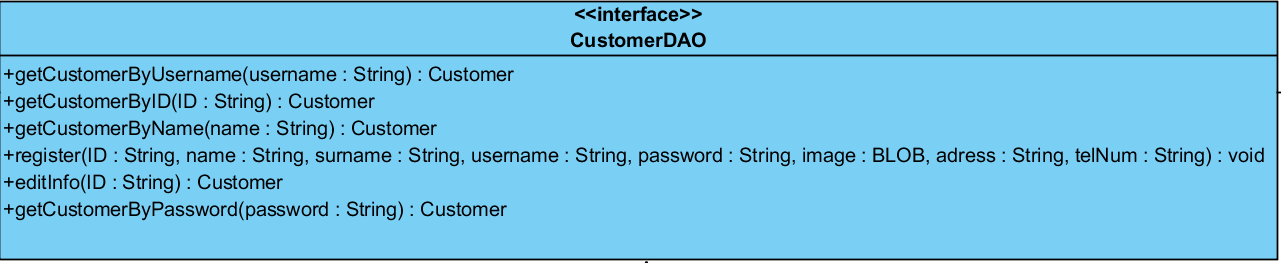 <<interface>>
CustomerDAO
+getCustomerByUsername(username : String) : Customer
+getCustomerByID(ID : String) : Customer
+getCustomerByName(name : String) : Customer
+register(ID : String, name : String, surname : String, username : String, password : String, image : BLOB, adress : String, telNum : String) : void
+editInfo(ID : String) : Customer
+getCustomerByPassword(password : String) : Customer